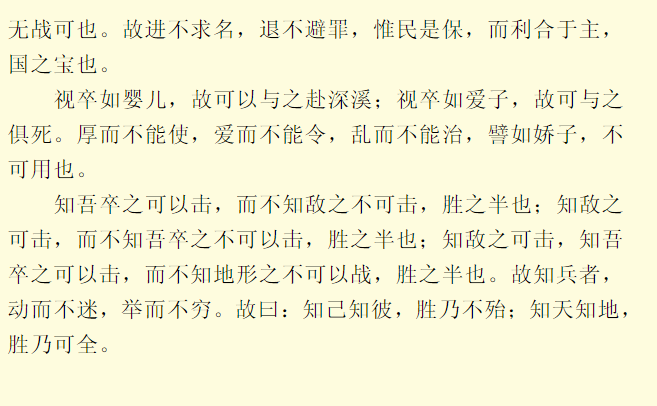 无战可也。故进不求名，退不避罪，惟民是保，而利合于主，
国之宝也。
视卒如婴儿，故可以与之赴深溪；视卒如爱子，故可与之
俱死。厚而不能使，爱而不能令，乱而不能治，譬如娇子，不
可用也。
知吾卒之可以击，而不知敌之不可击，胜之半也；知敌之
可击，而不知吾卒之不可以击，胜之半也；知敌之可击，知吾
卒之可以击，而不知地形之不可以战，胜之半也。故知兵者，
动而不迷，举而不穷。故曰：知己知彼，胜乃不殆；知天知地，
胜乃可全。